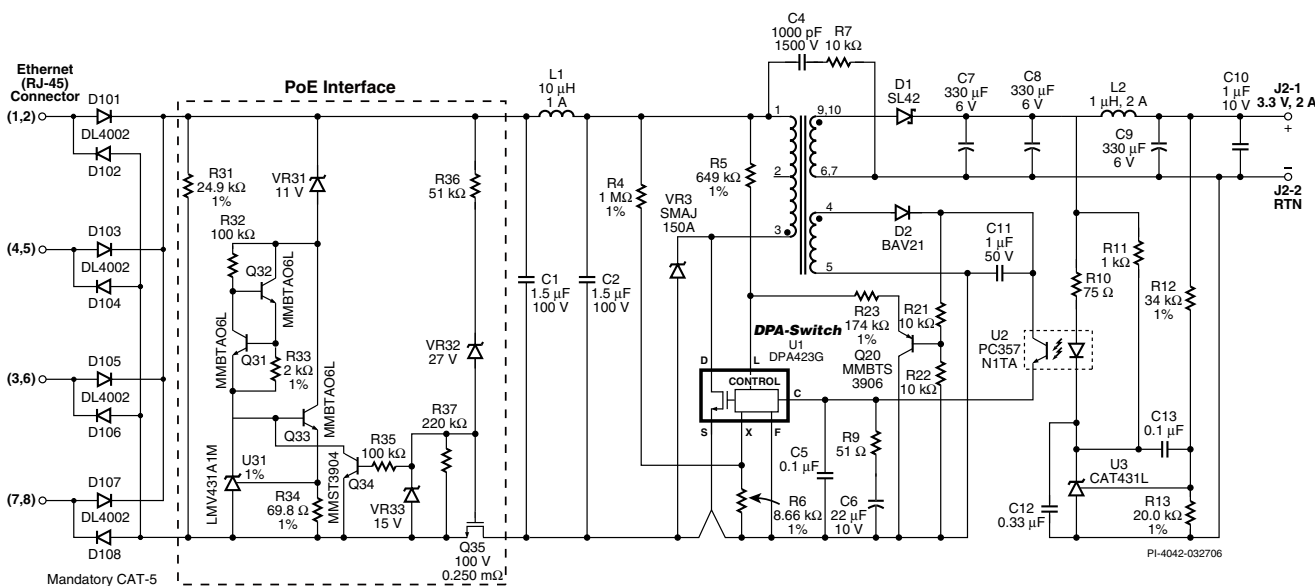 Ethernet
(RJ-45)
Connector
(1,2)
D101
DL4002
D102
(4,5)
D103
DL4002
D104
(3,6)
D105
DL4002
D106
(7,8)
D107
DL4002
D108
Mandatory CAT-5
PoE Interface
R31
24.9 kΩ
1%
R32
100 kΩ
VR31
11 V
Q32
MMBTAO6L
MMBTAO6L
Q31
R33
2 kΩ
1%
MMBTAO6L
Q33
LMV431A1M
U31
1%
R34
69.8 Ω
1%
MMST3904
Q34
R35
100 kΩ
VR33
15 V
R36
51 kΩ
VR32
27 V
R37
220 kΩ
Q35
100 V
0.250 mΩ
L1
10 µH
1 A
C1
1.5 µF
100 V
C2
1.5 µF
100 V
R4
1 MΩ
1%
VR3
SMAJ
150A
R5
649 kΩ
1%
C4
1000 pF
1500 V
R7
10 kΩ
1
2
3
9,10
6,7
4
5
D1
SL42
C7
330 µF
6 V
C8
330 µF
6 V
L2
1 µH, 2 A
C9
330 µF
6 V
C10
1 µF
10 V
J2-1
3.3 V, 2 A
+
–
J2-2
RTN
D2
BAV21
C11
1 µF
50 V
DPA-Switch
U1
DPA423G
D
L
CONTROL
C
S
X
F
R23
174 kΩ
1%
Q20
MMBTS
3906
R21
10 kΩ
R22
10 kΩ
U2
PC357
N1TA
R10
75 Ω
R11
1 kΩ
R12
34 kΩ
1%
C5
0.1 µF
R9
51 Ω
C6
22 µF
10 V
R6
8.66 kΩ
1%
C13
0.1 µF
U3
CAT431L
C12
0.33 µF
R13
20.0 kΩ
1%
PI-4042-032706